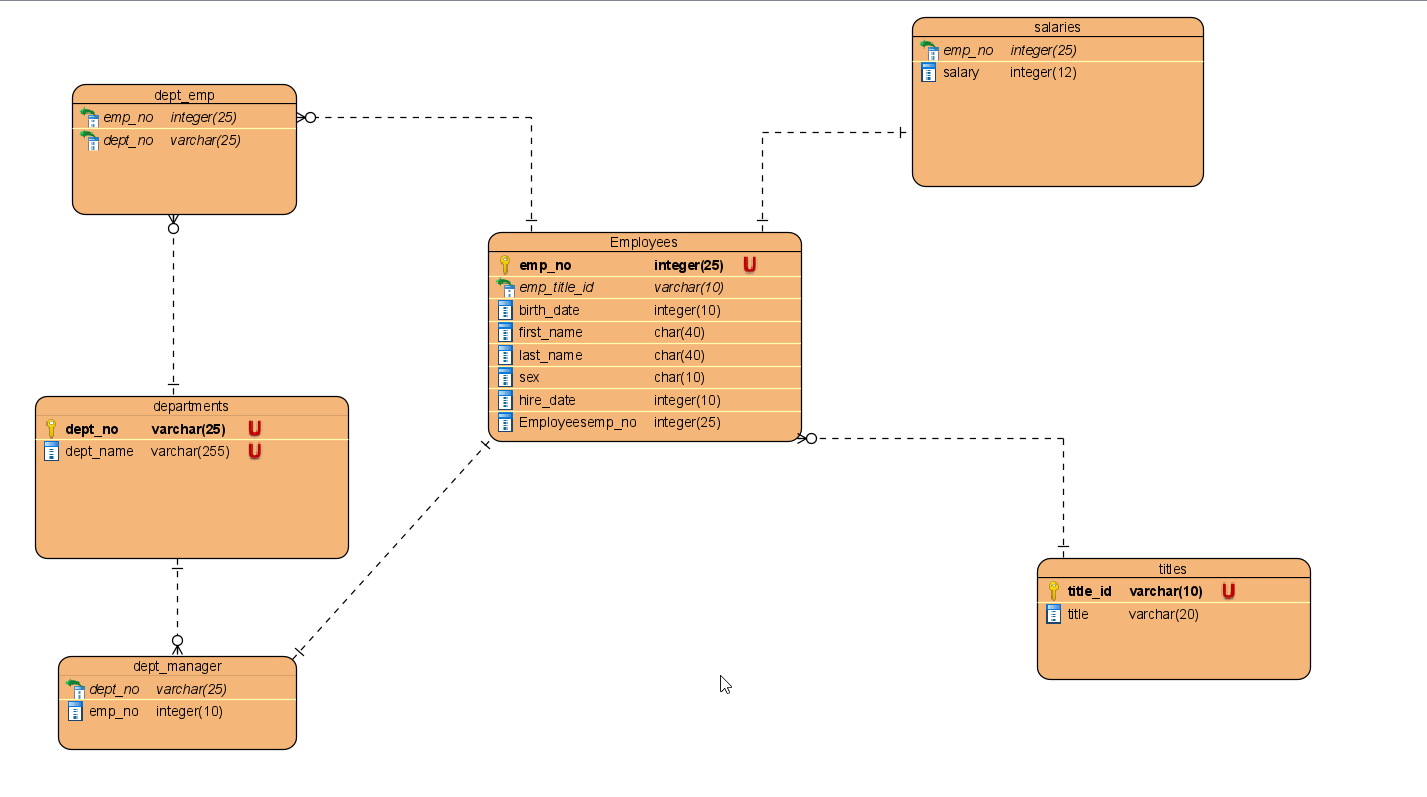 salaries
emp_no integer(25)
salary integer(12)
dept_emp
emp_no integer(25)
dept_no varchar(25)
Employees
emp_no integer(25) U
emp_title_id varchar(10)
birth_date integer(10)
first_name char(40)
last_name char(40)
sex char(10)
hire_date integer(10)
Employeesemp_no integer(25)
departments
dept_no varchar(25) U
dept_name varchar(255) U
titles
title_id varchar(10) U
title varchar(20)
dept_manager
dept_no varchar(25)
emp_no integer(10)